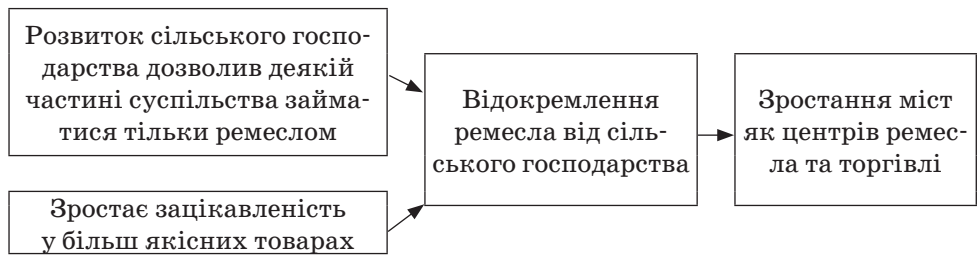 Розвиток сільського госпо-
дарства дозволив деякій
частині суспільства займа-
тися тільки ремеслом
Зростає зацікавленість
у більш якісних товарах
Відокремлення
ремесла від сіль-
ського господарства
Зростання міст
як центрів ремес-
ла та торгівлі